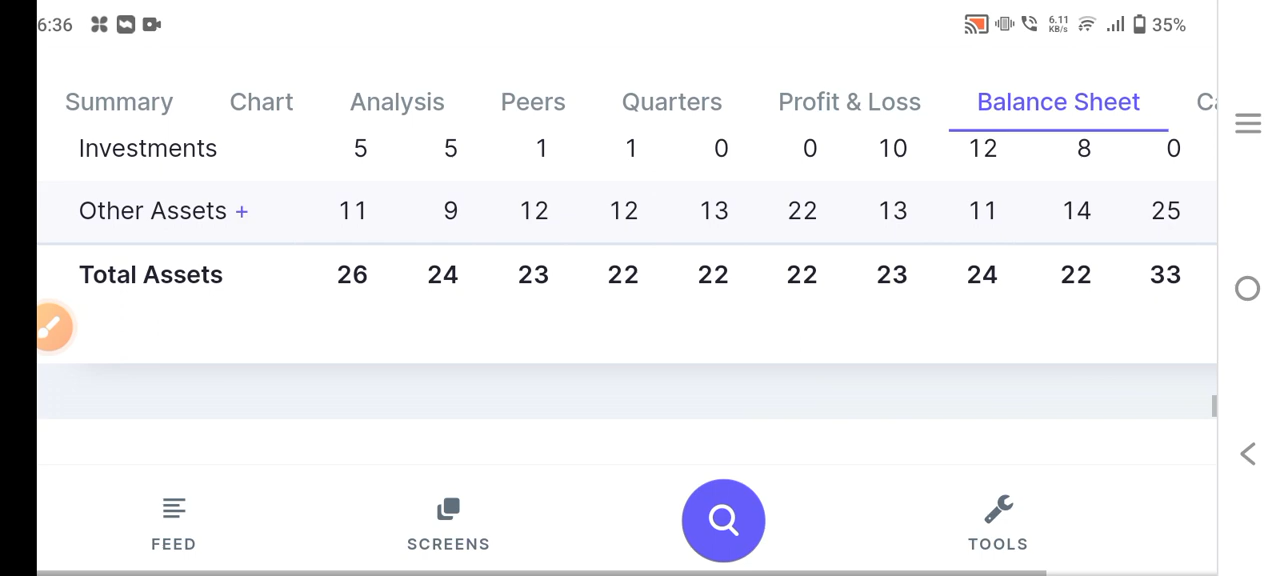 6:36 6.11 KB/s 35%
Summary Chart Analysis Peers Quarters Profit & Loss Balance Sheet
Investments 5 5 1 1 0 0 10 12 8 0
Other Assets + 11 9 12 12 13 22 13 11 14 25
Total Assets 26 24 23 22 22 22 23 24 22 33
FEED SCREENS TOOLS